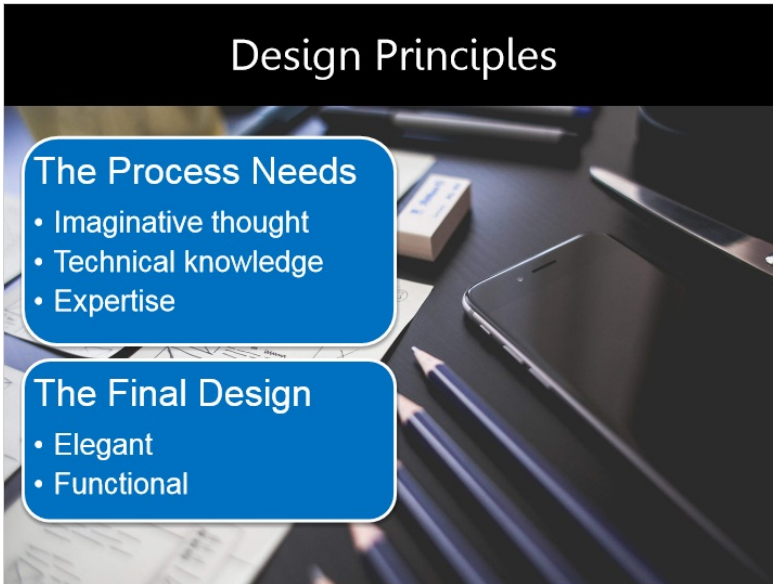 Design Principles
The Process Needs
• Imaginative thought
• Technical knowledge
• Expertise
The Final Design
• Elegant
• Functional